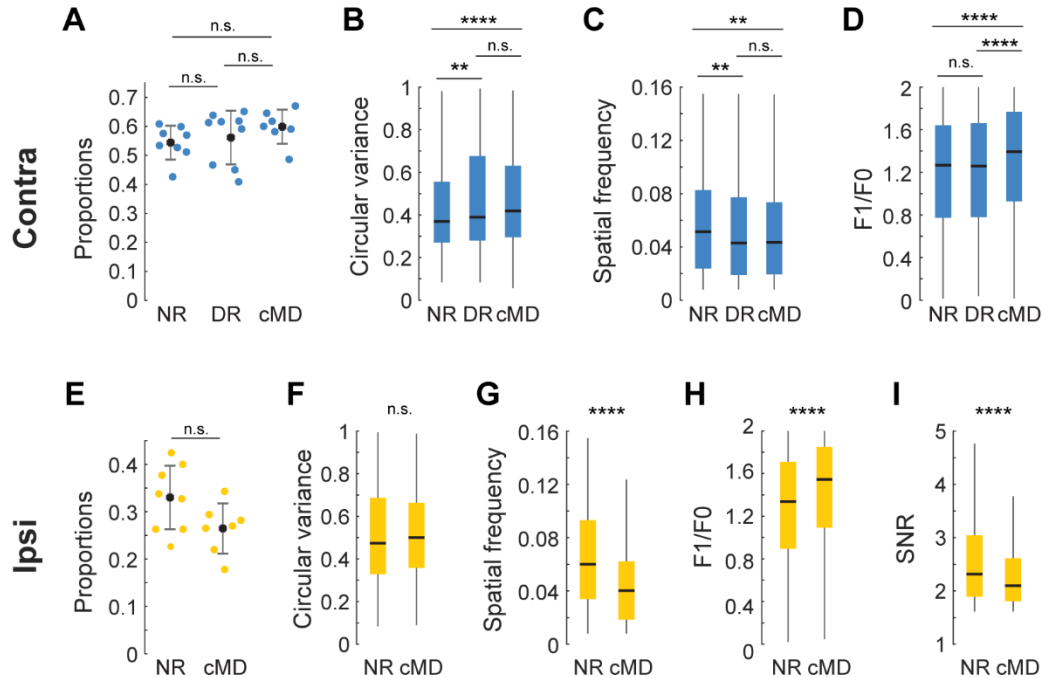 A
n.s.
n.s.
n.s.
Proportions
0.7
0.6
0.5
0.4
0.3
0.2
0.1
0
NR DR cMD
B
****
n.s.
**
Circular variance
1
0.8
0.6
0.4
0.2
0
NR DR cMD
C
**
n.s.
**
Spatial frequency
0.16
0.12
0.08
0.04
0
NR DR cMD
D
****
****
n.s.
F1/F0
2
1.6
1.2
0.8
0.4
0
NR DR cMD
Contra
E
n.s.
Proportions
0.4
0.3
0.2
0.1
0
NR cMD
F
n.s.
Circular variance
1
0.8
0.6
0.4
0.2
0
NR cMD
G
****
Spatial frequency
0.16
0.12
0.08
0.04
0
NR cMD
H
****
F1/F0
2
1.6
1.2
0.8
0.4
0
NR cMD
I
****
SNR
5
4
3
2
1
NR cMD
Ipsi